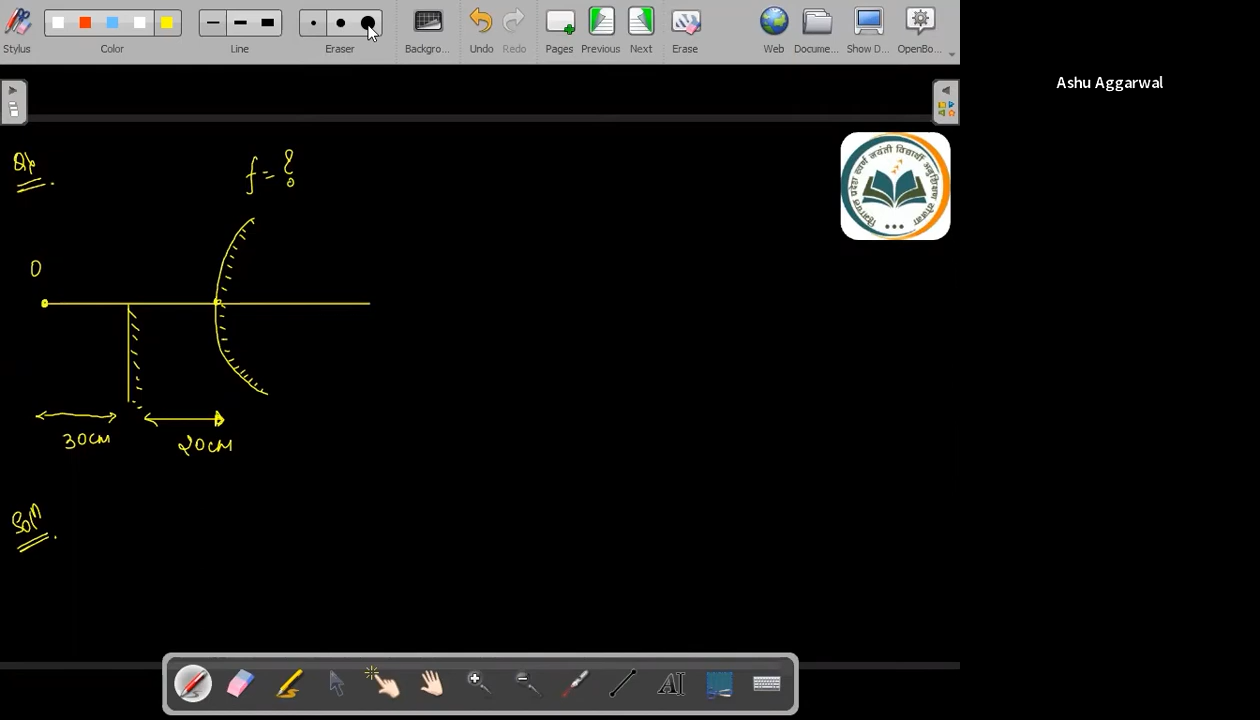 Stylus Color Line Eraser Backgro... Undo Redo Pages Previous Next Erase Web Docume... Show D... OpenBo...
Ashu Aggarwal
f = ?
O
30cm
20cm
Soln.